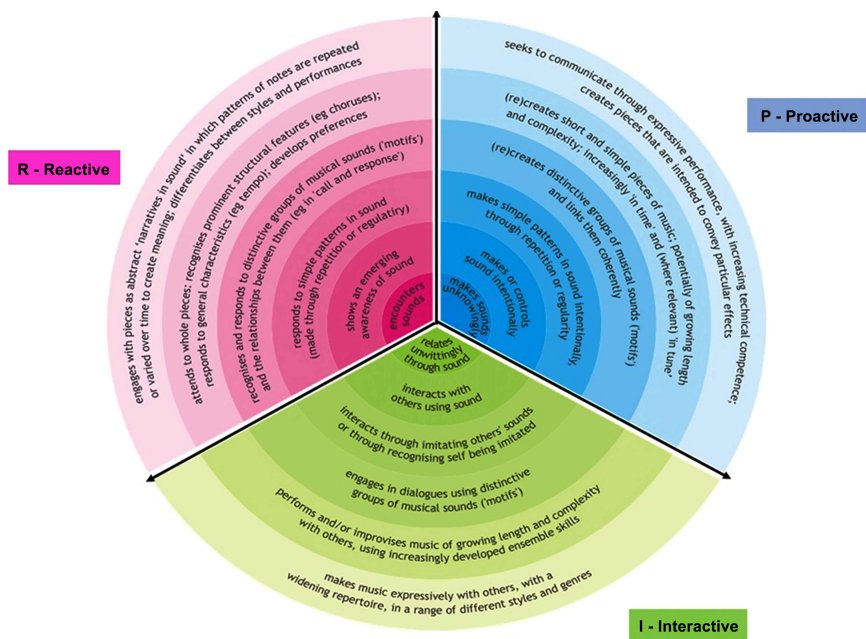 R - Reactive
engages with pieces as abstract ‘narratives in sound’ in which patterns of notes are repeated
or varied over time to create meaning; differentiates between styles and performances
attends to whole pieces; recognises prominent structural features (eg choruses);
responds to general characteristics (eg tempo); develops preferences
recognises and responds to distinctive groups of musical sounds ('motifs')
and the relationships between them (eg in 'call and response')
responds to simple patterns in sound
(made through repetition or regulatiry)
shows an emerging
awareness of sound
encounters
sounds
P - Proactive
seeks to communicate through expressive performance, with increasing technical competence;
creates pieces that are intended to convey particular effects
(re)creates short and simple pieces of music; potentially of growing length
and complexity; increasingly 'in time' and (where relevant) 'in tune'
(re)creates distinctive groups of musical sounds ('motifs')
and links them coherently
makes simple patterns in sound intentionally,
through repetition or regularity
makes or controls
sound intentionally
makes sounds
unknowingly
relates
unwittingly
through sound
interacts with
others using sound
interacts through imitating others' sounds
or through recognising self being imitated
engages in dialogues using distinctive
groups of musical sounds ('motifs')
performs and/or improvises music of growing length and complexity
with others, using increasingly developed ensemble skills
makes music expressively with others, with a
widening repertoire, in a range of different styles and genres
I - Interactive